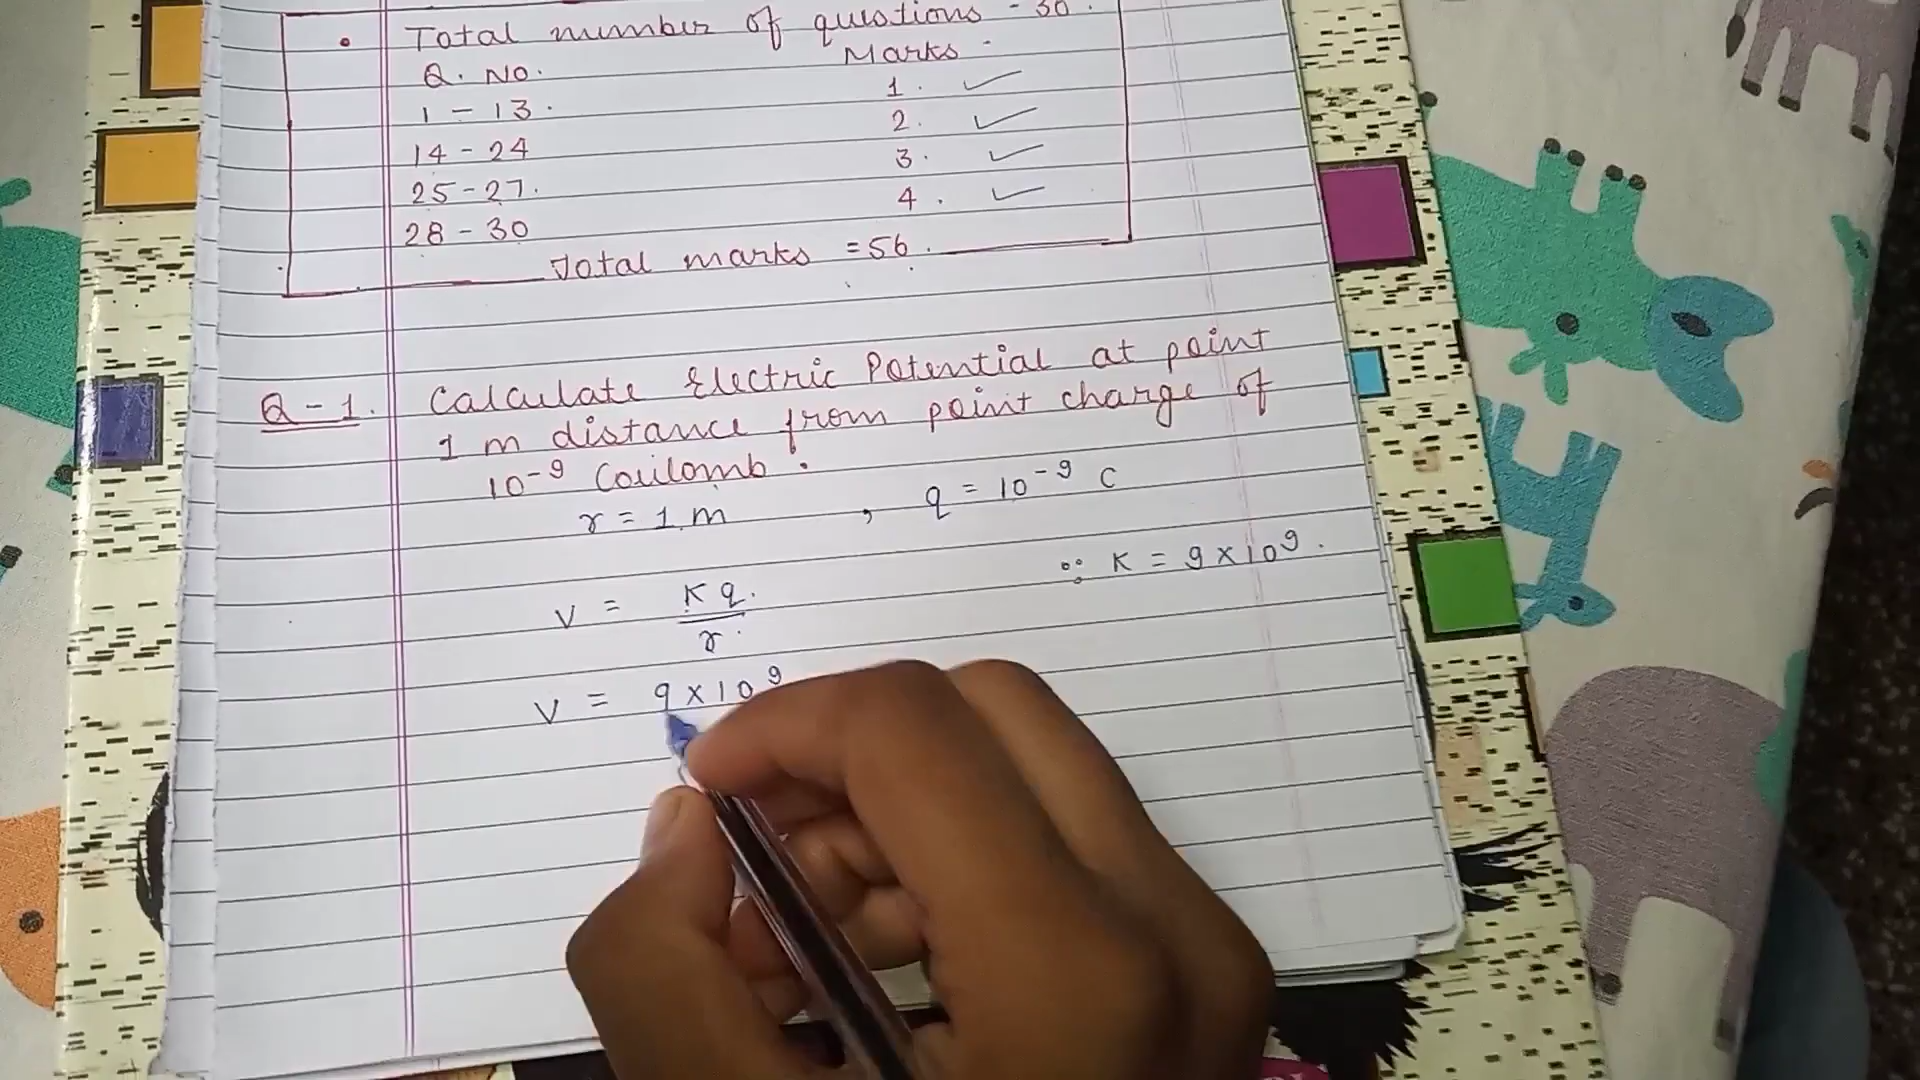 • Total number of questions - 30.
Q. No. Marks -
1 - 13. 1.
14 - 24 2.
25 - 27. 3.
28 - 30 4.
Total marks = 56.
Q-1. Calculate Electric Potential at point
1 m distance from point charge of
10⁻⁹ Coulomb.
r = 1 m , q = 10⁻⁹ C
∵ K = 9 × 10⁹.
V = Kq. / r.
V = 9 × 10⁹